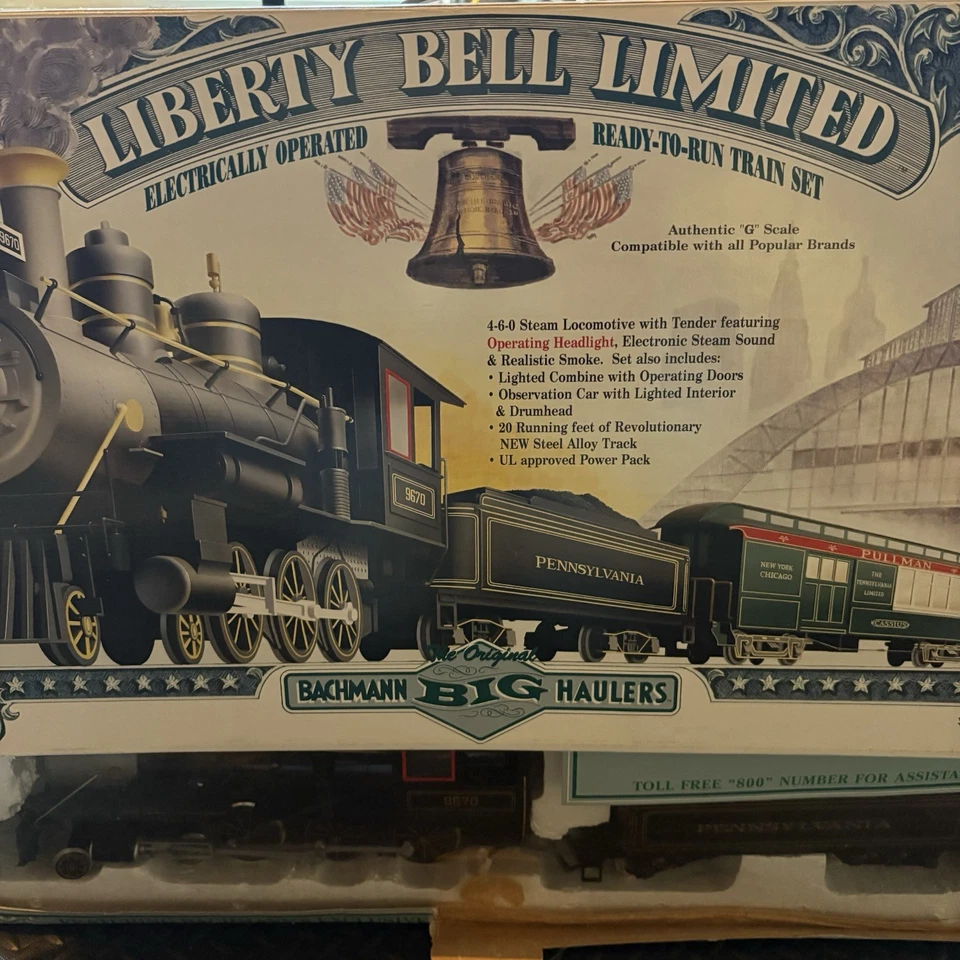 LIBERTY BELL LIMITED
ELECTRICALLY OPERATED
READY-TO-RUN TRAIN SET
Authentic "G" Scale
Compatible with all Popular Brands
4-6-0 Steam Locomotive with Tender featuring
Operating Headlight, Electronic Steam Sound
& Realistic Smoke. Set also includes:
• Lighted Combine with Operating Doors
• Observation Car with Lighted Interior
& Drumhead
• 20 Running feet of Revolutionary
NEW Steel Alloy Track
• UL approved Power Pack
9670
9670
PENNSYLVANIA
PULLMAN
NEW YORK
CHICAGO
THE
PENNSYLVANIA
LIMITED
CASSIUS
The Original
BACHMANN BIG HAULERS
TOLL FREE "800" NUMBER FOR ASSISTA
9670
PENNSYLVANIA